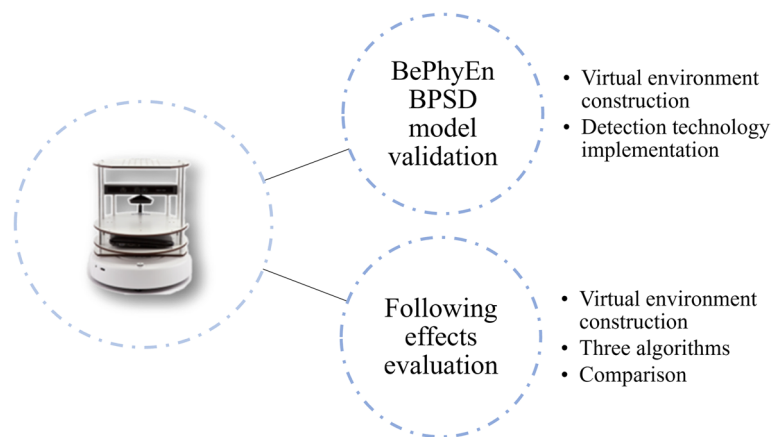 BePhyEn
BPSD
model
validation
• Virtual environment
construction
• Detection technology
implementation
Following
effects
evaluation
• Virtual environment
construction
• Three algorithms
• Comparison